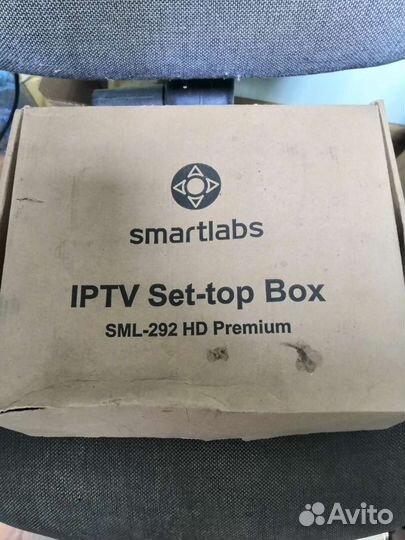 smartlabs
IPTV Set-top Box
SML-292 HD Premium
Avito